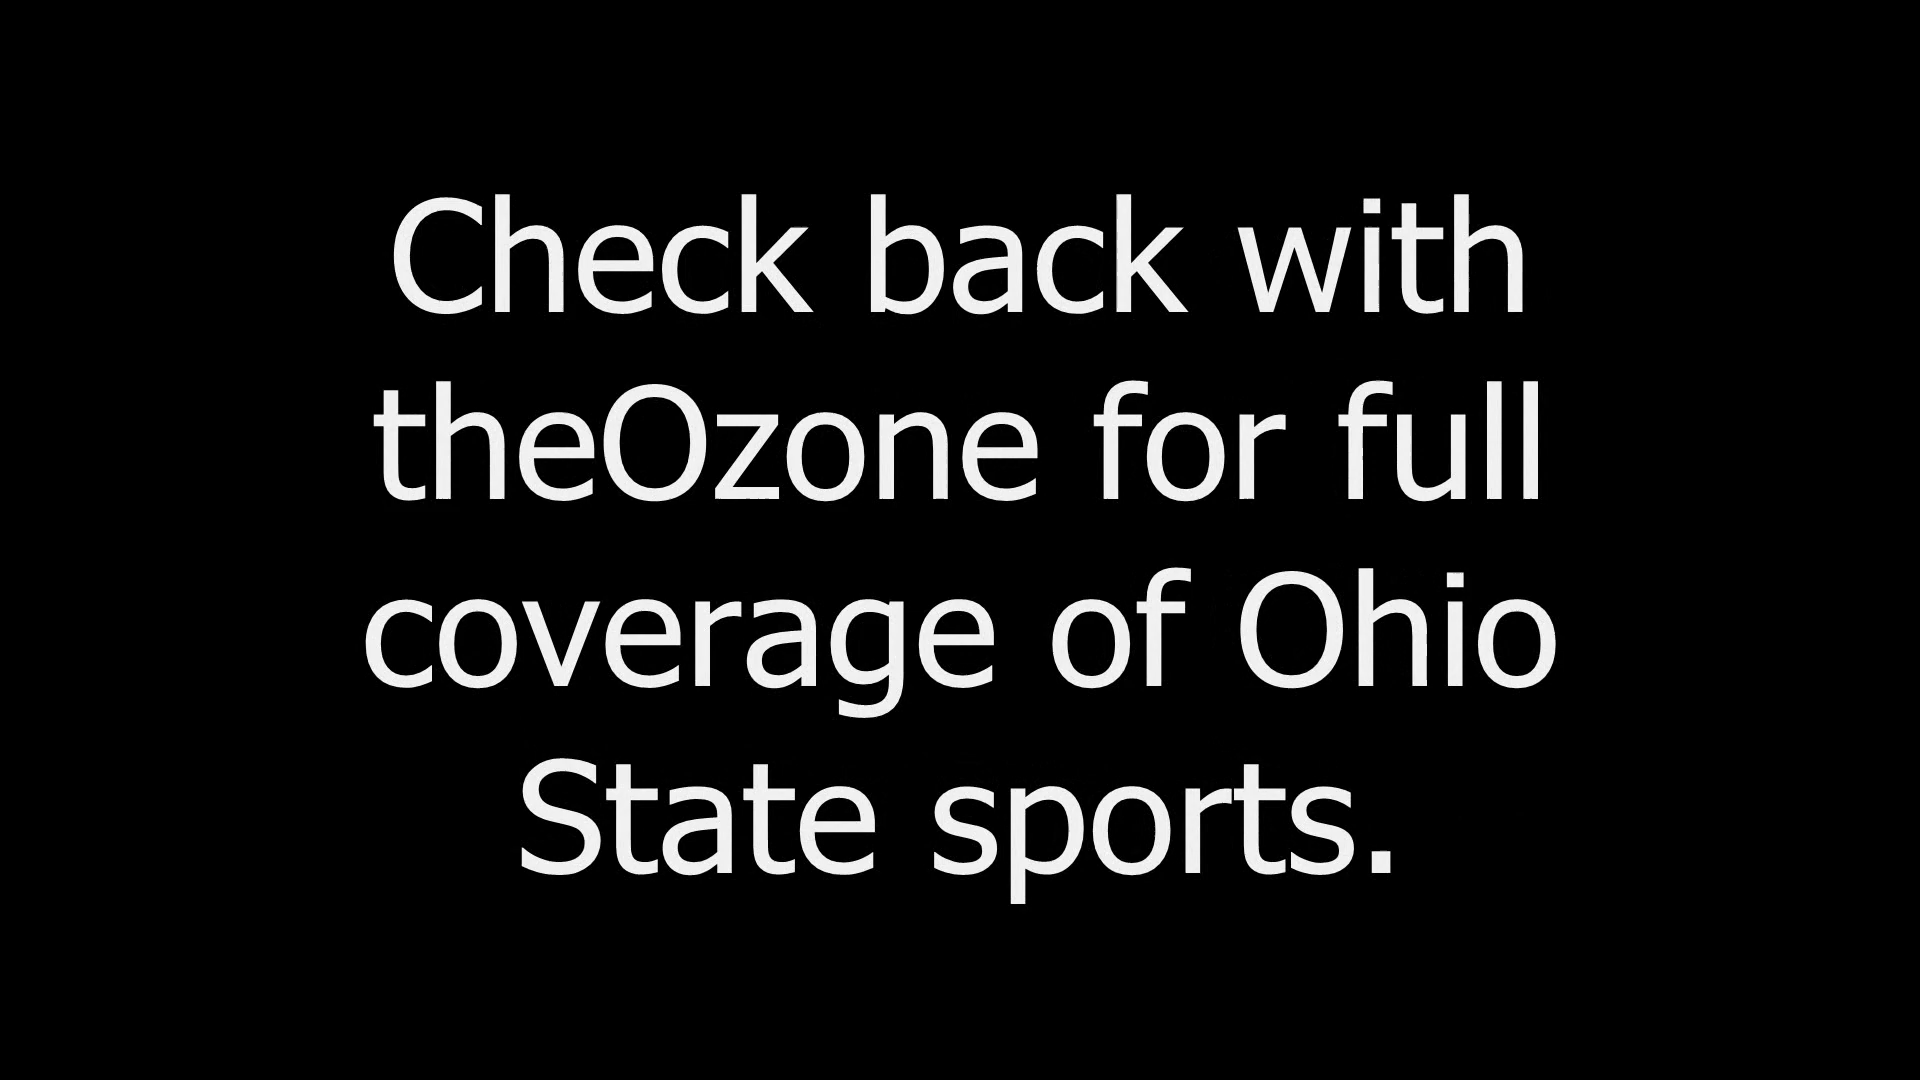 Check back with
theOzone for full
coverage of Ohio
State sports.